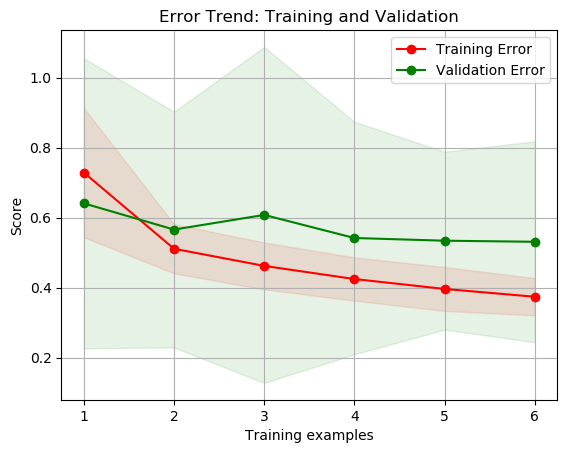 Error Trend: Training and Validation
Training Error
Validation Error
Score
1.0
0.8
0.6
0.4
0.2
1 2 3 4 5 6
Training examples